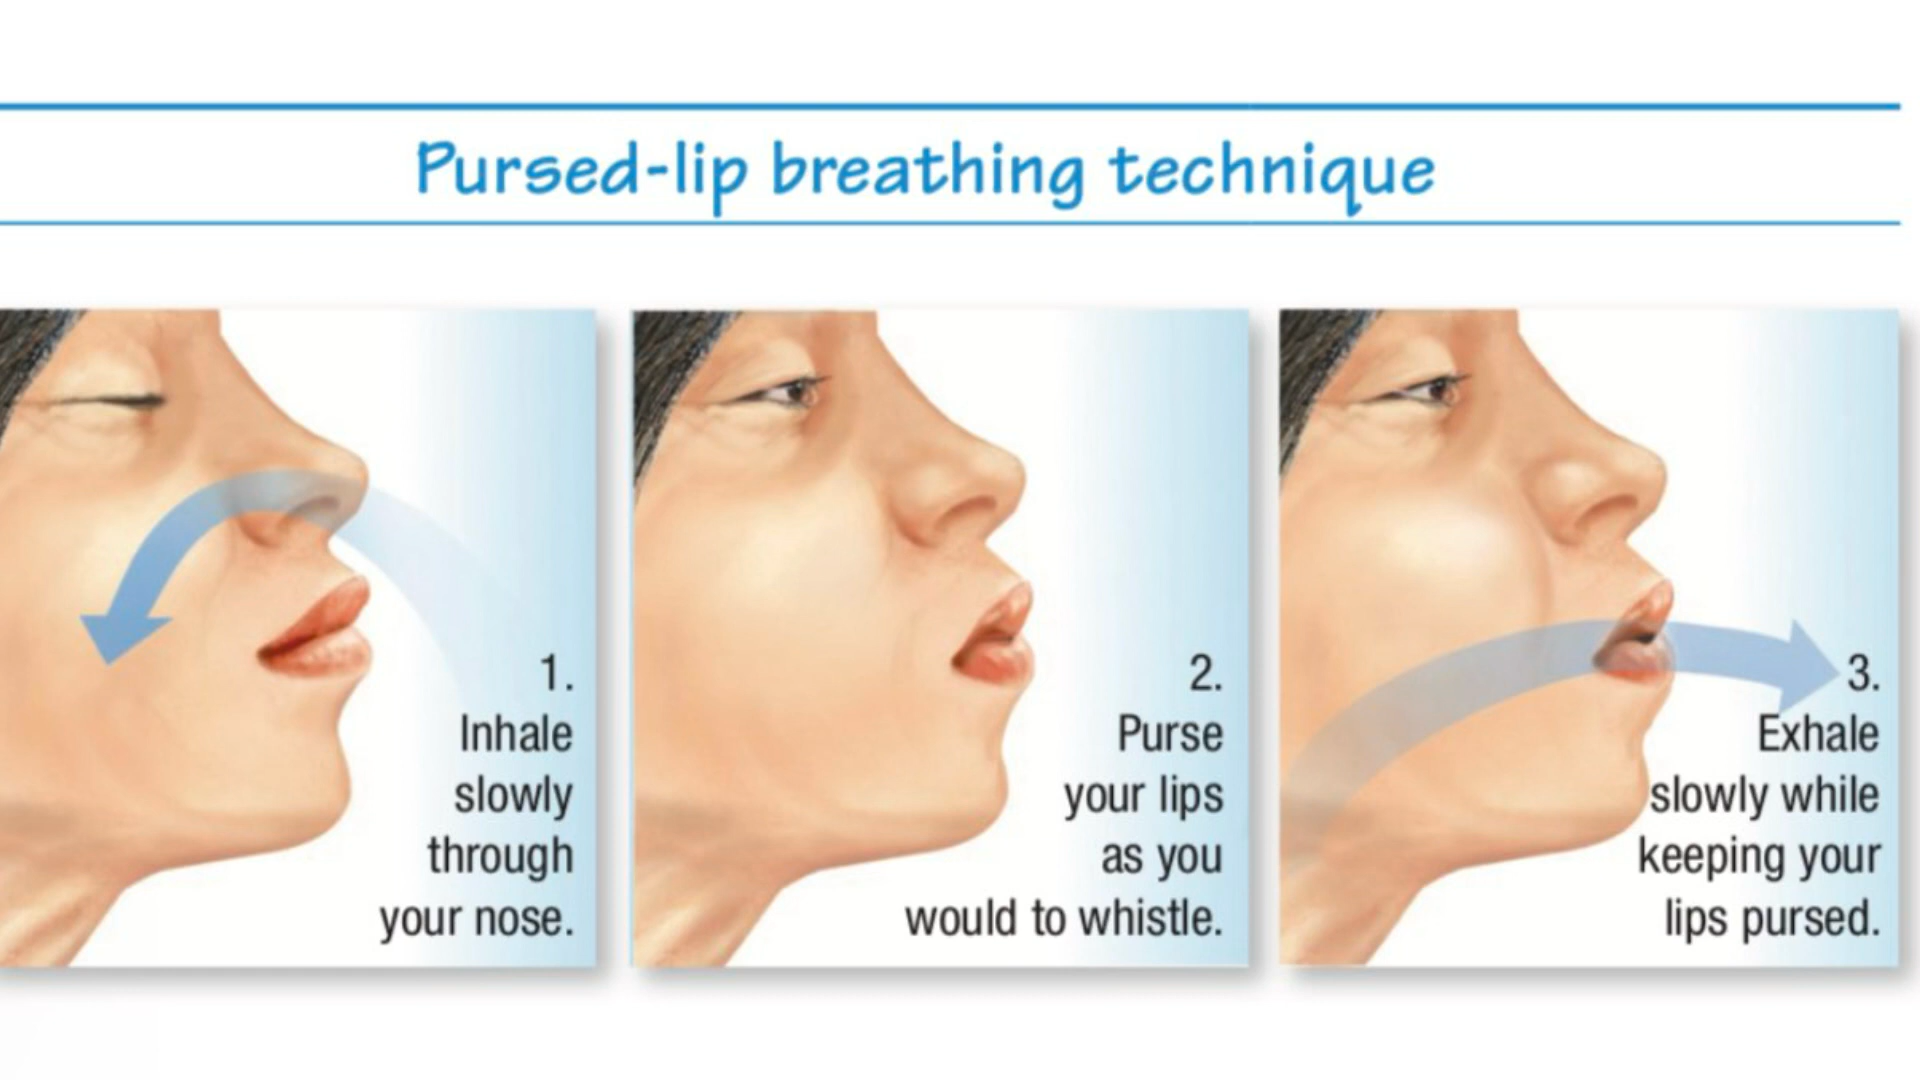 Pursed-lip breathing technique
1.
Inhale
slowly
through
your nose.
2.
Purse
your lips
as you
would to whistle.
3.
Exhale
slowly while
keeping your
lips pursed.